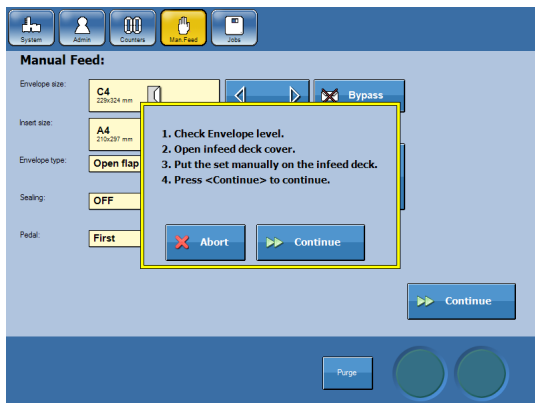 System
Admin
Counters
Man.Feed
Jobs
Manual Feed:
Envelope size:
C4
229x324 mm
Bypass
Insert size:
A4
210x297 mm
Envelope type:
Open flap
Sealing:
OFF
Pedal:
First
1. Check Envelope level.
2. Open infeed deck cover.
3. Put the set manually on the infeed deck.
4. Press <Continue> to continue.
Abort
Continue
Continue
Purge